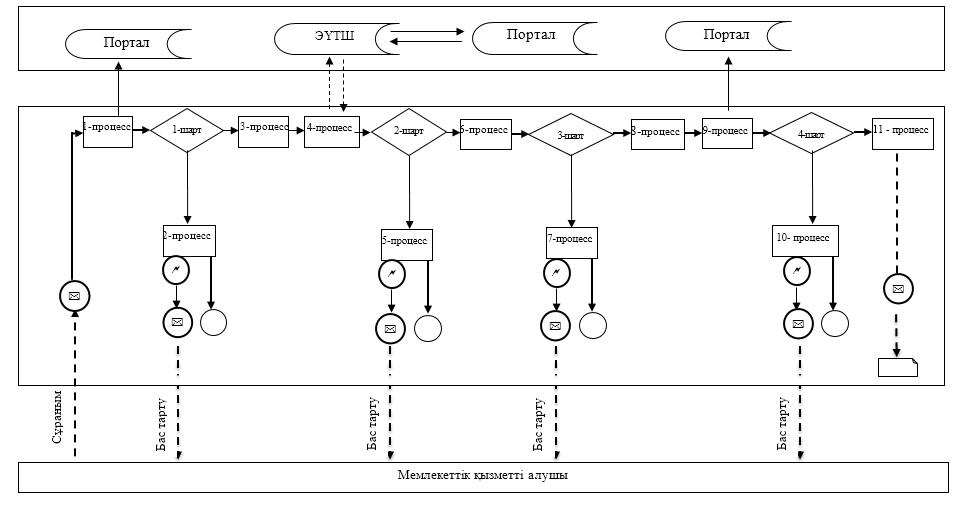 Портал
ЭҮТШ
Портал
Портал
1-процесс
1-шарт
3-процесс
4-процесс
2-шарт
6-процесс
3-шарт
8-процесс
9-процесс
4-шарт
11 - процесс
2-процесс
5-процесс
7-процесс
10- процесс
Сұраным
Бас тарту
Бас тарту
Бас тарту
Бас тарту
Мемлекеттік қызметті алушы